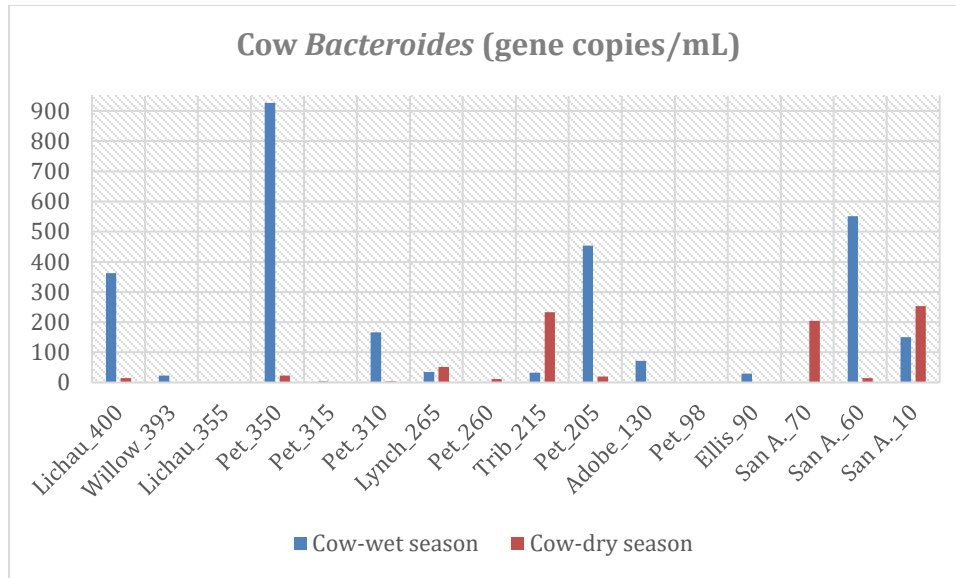 Cow Bacteroides (gene copies/mL)
900
800
700
600
500
400
300
200
100
0
Lichau_400
Willow_393
Lichau_355
Pet_350
Pet_315
Pet_310
Lynch_265
Pet_260
Trib_215
Pet_205
Adobe_130
Pet_98
Ellis_90
San A._70
San A._60
San A._10
Cow-wet season
Cow-dry season